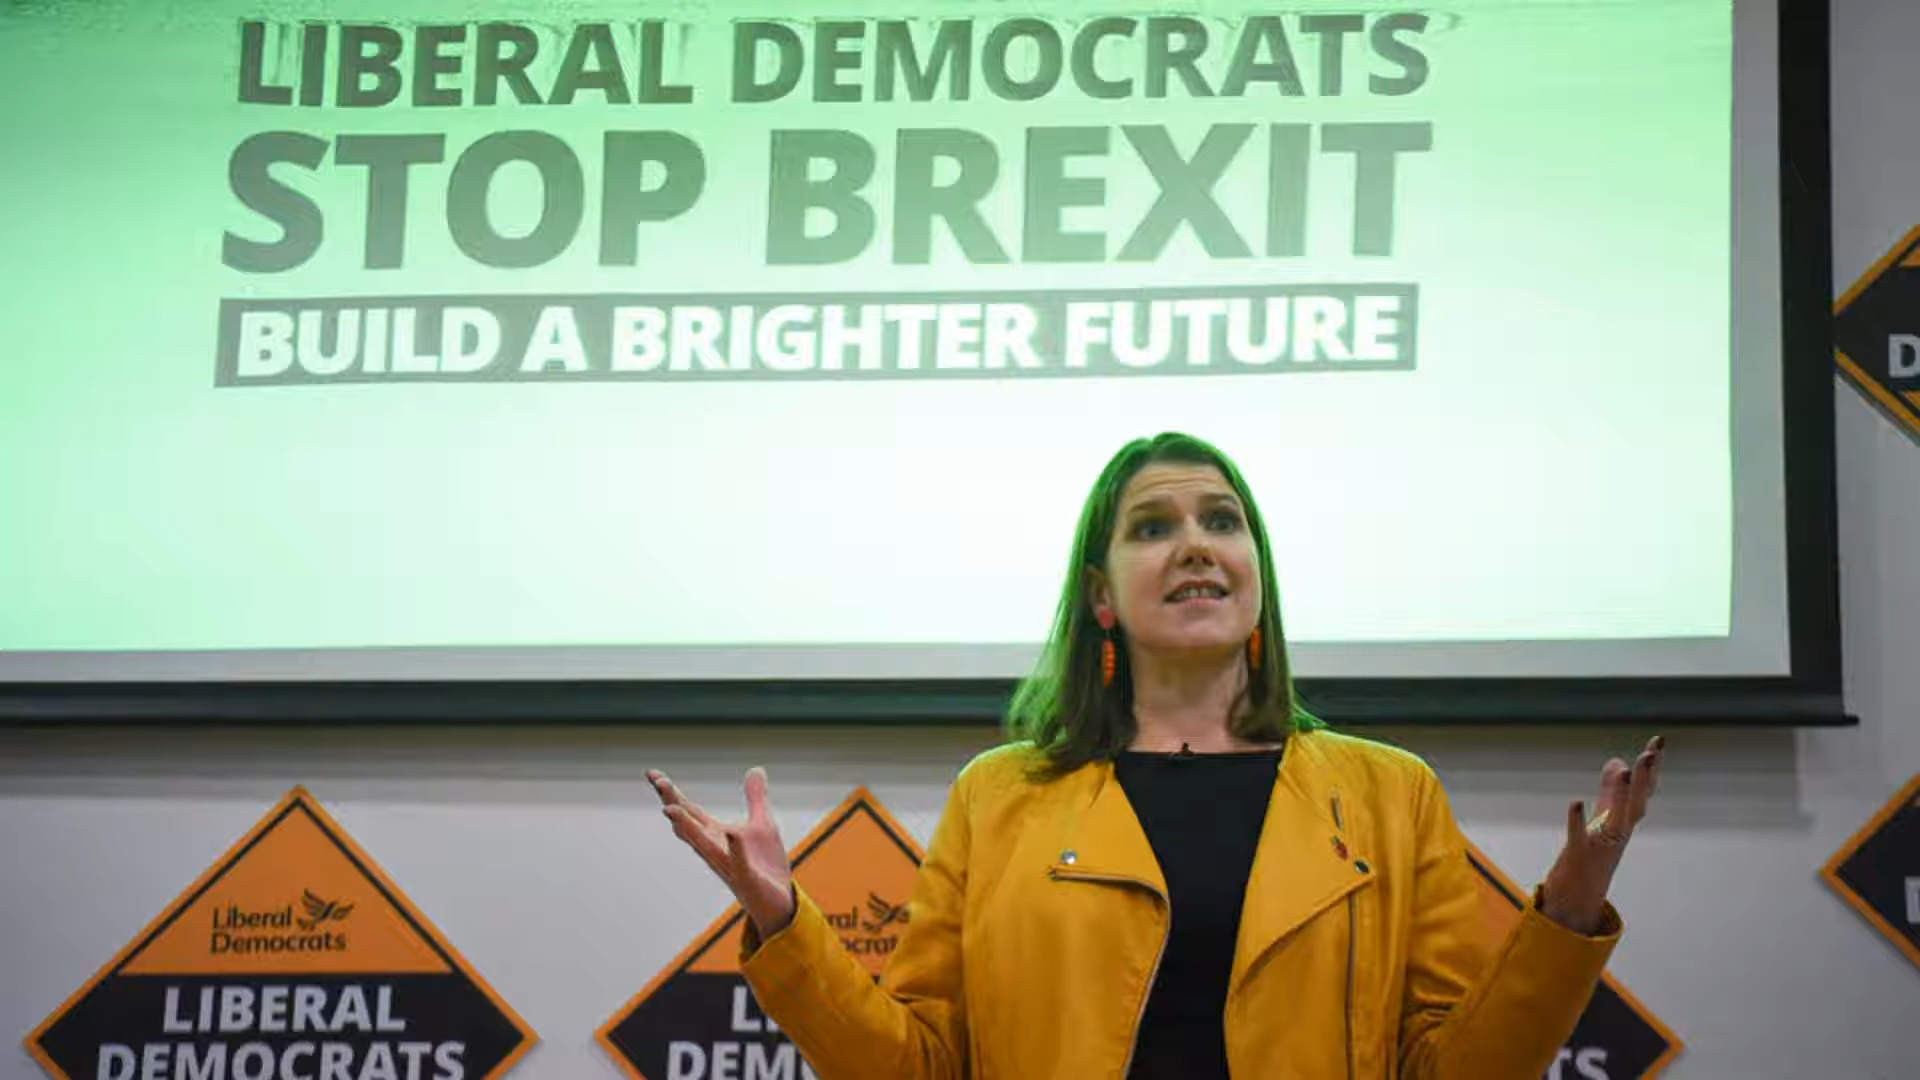 LIBERAL DEMOCRATS
STOP BREXIT
BUILD A BRIGHTER FUTURE
Liberal
Democrats
LIBERAL
DEMOCRATS